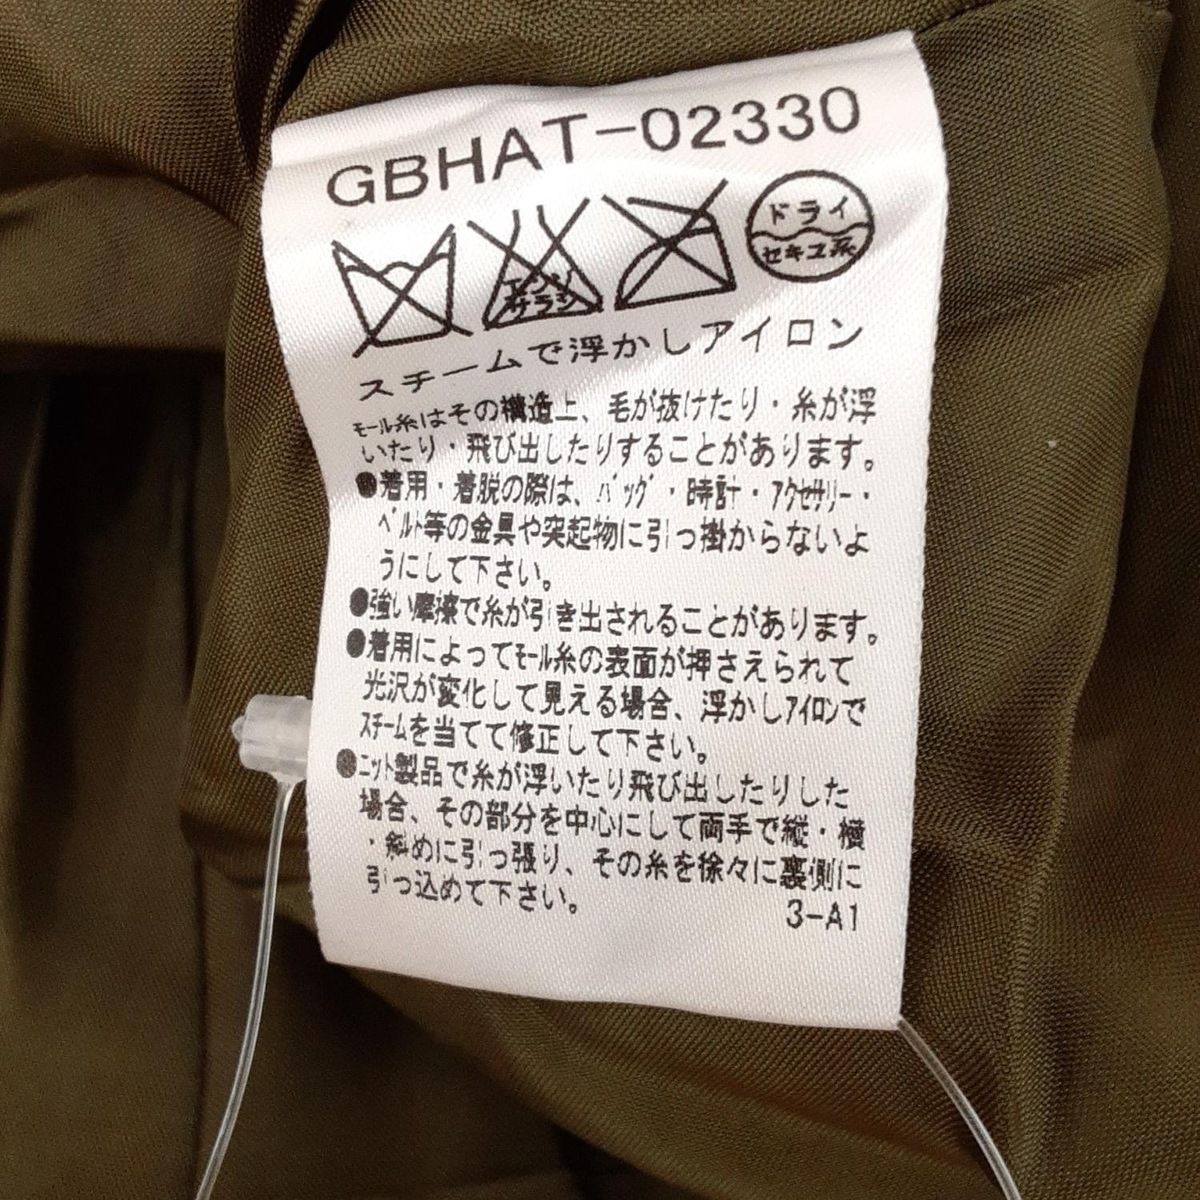 GBHAT-02330
エンソ
サラシ
ドライ
セキユ系
スチームで浮かしアイロン
ﾓｰﾙ糸はその構造上、毛が抜けたり・糸が浮
いたり・飛び出したりすることがあります。
●着用・着脱の際は、ﾊﾞｯｸﾞ・時計・ｱｸｾｻﾘｰ・
ﾍﾞﾙﾄ等の金具や突起物に引っ掛からないよ
うにして下さい。
●強い摩擦で糸が引き出されることがあります。
●着用によってﾓｰﾙ糸の表面が押さえられて
光沢が変化して見える場合、浮かしｱｲﾛﾝで
ｽﾁｰﾑを当てて修正して下さい。
●ﾆｯﾄ製品で糸が浮いたり飛び出したりした
場合、その部分を中心にして両手で縦・横
・斜めに引っ張り、その糸を徐々に裏側に
引っ込めて下さい。
3-A1